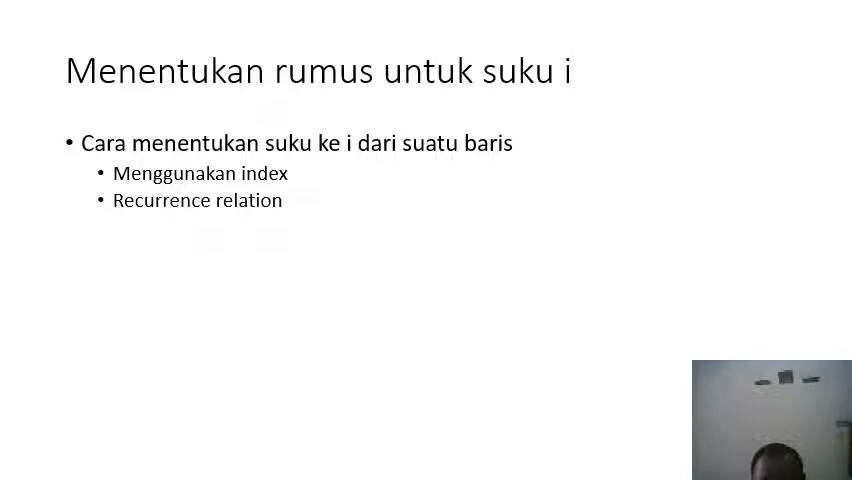 Menentukan rumus untuk suku i
• Cara menentukan suku ke i dari suatu baris
• Menggunakan index
• Recurrence relation